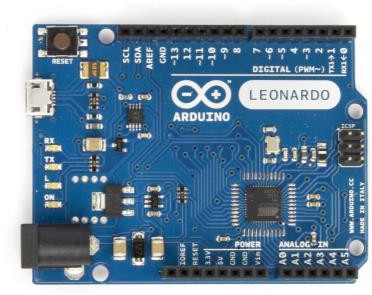 RESET
SCL
SDA
AREF
GND
~13
12
~11
~10
~9
8
7
~6
~5
4
~3
2
TX→1
RX←0
DIGITAL (PWM~)
ARDUINO
LEONARDO
RX
TX
L
ON
ICSP
WWW.ARDUINO.CC
MADE IN ITALY
IOREF
RESET
3.3V
5V
GND
GND
Vin
POWER
ANALOG IN
A0
A1
A2
A3
A4
A5